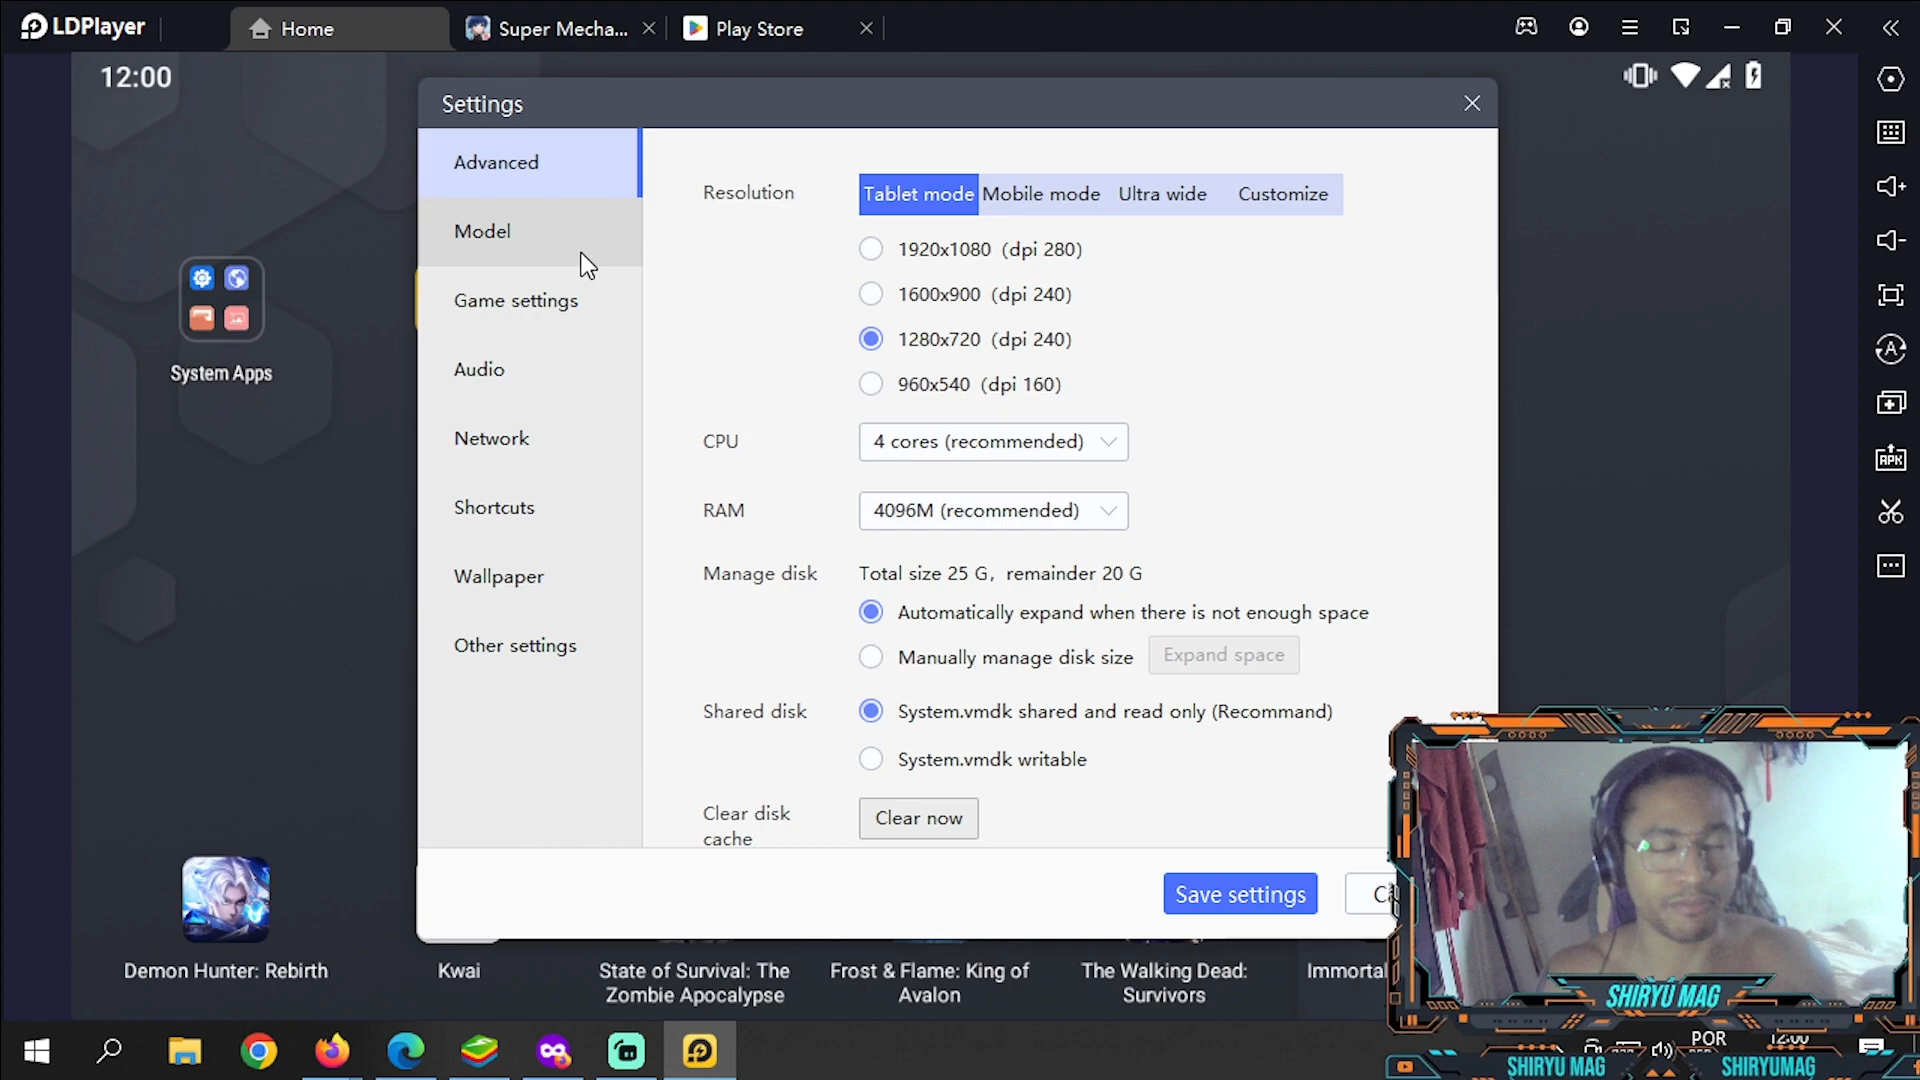 LDPlayer
Home
Super Mecha...
Play Store
12:00
Settings
Advanced
Model
Game settings
Audio
Network
Shortcuts
Wallpaper
Other settings
Resolution
Tablet mode
Mobile mode
Ultra wide
Customize
1920x1080 (dpi 280)
1600x900 (dpi 240)
1280x720 (dpi 240)
960x540 (dpi 160)
CPU
4 cores (recommended)
RAM
4096M (recommended)
Manage disk
Total size 25 G, remainder 20 G
Automatically expand when there is not enough space
Manually manage disk size
Expand space
Shared disk
System.vmdk shared and read only (Recommand)
System.vmdk writable
Clear disk
cache
Clear now
Save settings
System Apps
APK
Demon Hunter: Rebirth
Kwai
State of Survival: The
Zombie Apocalypse
Frost & Flame: King of
Avalon
The Walking Dead:
Survivors
Immortal
SHIRYÚ MAG
POR
12:00
SHIRYU MAG
SHIRYUMAG